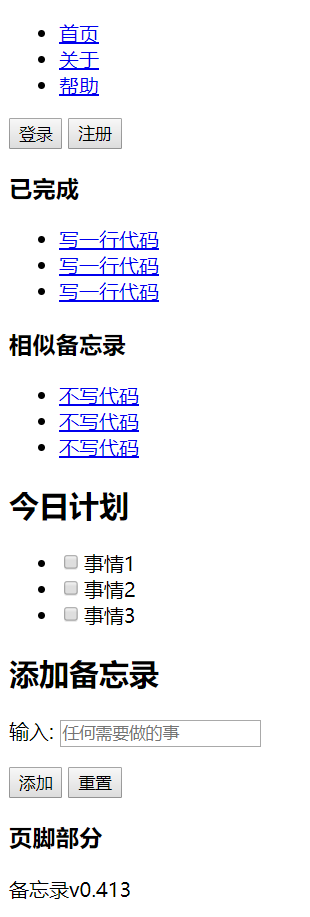 首页
关于
帮助
登录 注册
已完成
写一行代码
写一行代码
写一行代码
相似备忘录
不写代码
不写代码
不写代码
今日计划
事情1
事情2
事情3
添加备忘录
输入: 任何需要做的事
添加 重置
页脚部分
备忘录v0.413